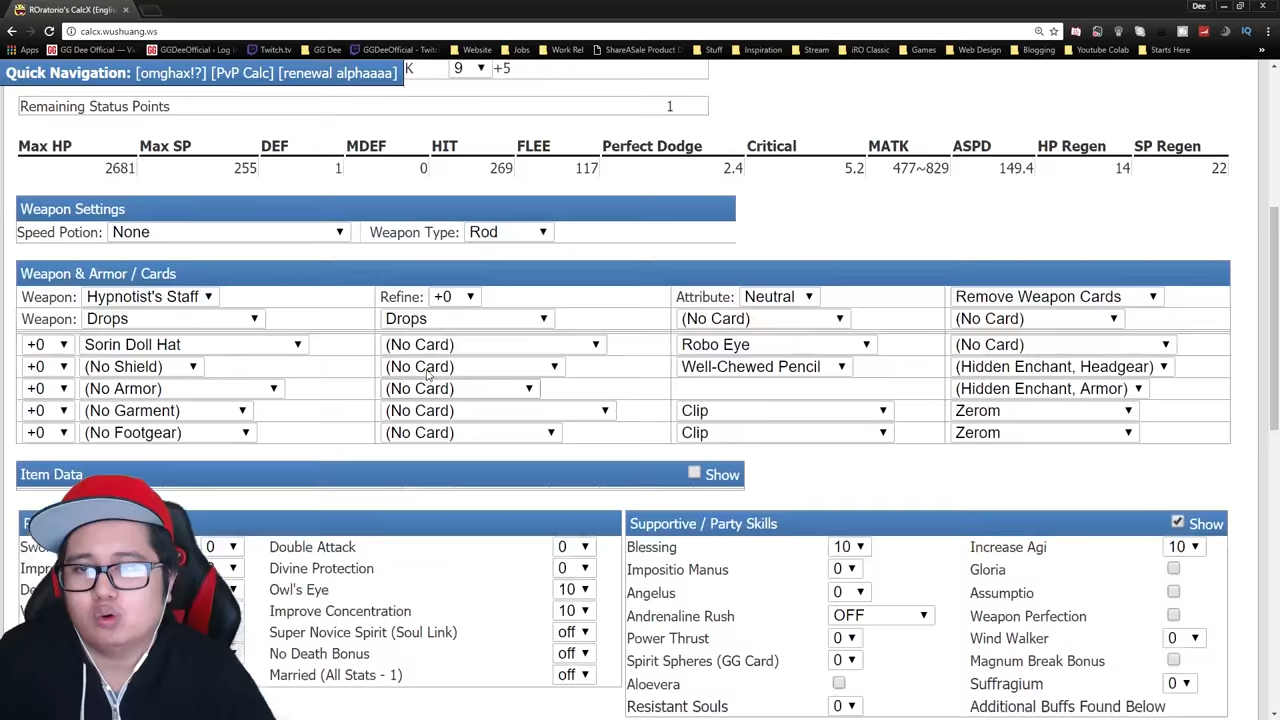 ROratorio's CalcX (Englis
Dee
calcx.wushuang.ws
Apps GG Dee Official — V GGDeeOfficial - Log i Twitch.tv GG Dee GGDeeOfficial - Twit Website Jobs Work Rel ShareASale Product D Stuff Inspiration Stream iRO Classic Games Web Design Blogging Youtube Colab Starts Here
Quick Navigation: [omghax!?] [PvP Calc] [renewal alphaaaa] K 9 +5
Remaining Status Points 1
Max HP Max SP DEF MDEF HIT FLEE Perfect Dodge Critical MATK ASPD HP Regen SP Regen
2681 255 1 0 269 117 2.4 5.2 477~829 149.4 14 22
Weapon Settings
Speed Potion: None Weapon Type: Rod
Weapon & Armor / Cards
Weapon: Hypnotist's Staff Refine: +0 Attribute: Neutral Remove Weapon Cards
Weapon: Drops Drops (No Card) (No Card)
+0 Sorin Doll Hat (No Card) Robo Eye (No Card)
+0 (No Shield) (No Card) Well-Chewed Pencil (Hidden Enchant, Headgear)
+0 (No Armor) (No Card) (Hidden Enchant, Armor)
+0 (No Garment) (No Card) Clip Zerom
+0 (No Footgear) (No Card) Clip Zerom
Item Data Show
Supportive / Party Skills Show
0 Double Attack 0 Blessing 10 Increase Agi 10
Divine Protection 0 Impositio Manus 0 Gloria
Owl's Eye 10 Angelus 0 Assumptio
Improve Concentration 10 Andrenaline Rush OFF Weapon Perfection
Super Novice Spirit (Soul Link) off Power Thrust 0 Wind Walker 0
No Death Bonus off Spirit Spheres (GG Card) 0 Magnum Break Bonus
Married (All Stats - 1) off Aloevera Suffragium 0
Resistant Souls 0 Additional Buffs Found Below